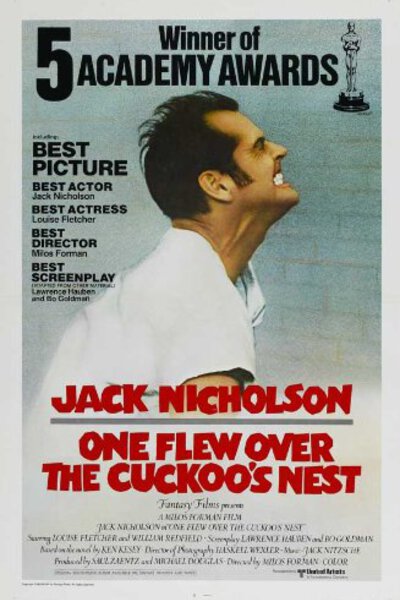 Winner of
5 ACADEMY AWARDS
including:
BEST
PICTURE
BEST ACTOR
Jack Nicholson
BEST ACTRESS
Louise Fletcher
BEST
DIRECTOR
Milos Forman
BEST
SCREENPLAY
(ADAPTED FROM OTHER MATERIAL)
Lawrence Hauben
and Bo Goldman
JACK NICHOLSON
ONE FLEW OVER
THE CUCKOO'S NEST
Fantasy Films presents
A MILOS FORMAN FILM
JACK NICHOLSON in "ONE FLEW OVER THE CUCKOO'S NEST"
Starring LOUISE FLETCHER and WILLIAM REDFIELD · Screenplay LAWRENCE HAUBEN and BO GOLDMAN
Based on the novel by KEN KESEY · Director of Photography HASKELL WEXLER · Music · JACK NITZSCHE
Produced by SAUL ZAENTZ and MICHAEL DOUGLAS · Directed by MILOS FORMAN COLOR
United Artists